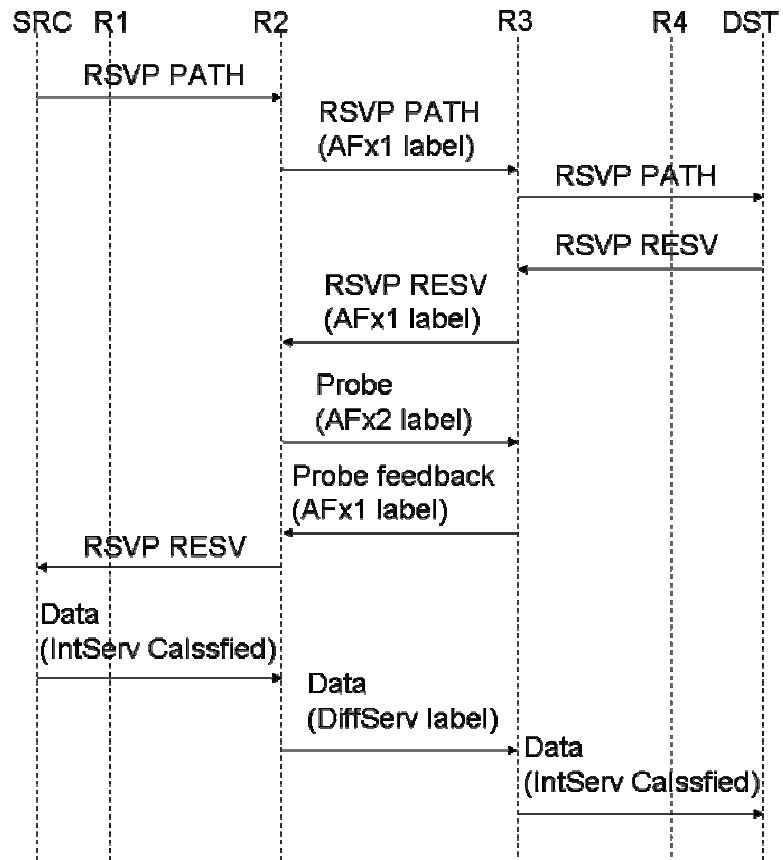 SRC R1 R2 R3 R4 DST
RSVP PATH
RSVP PATH
(AFx1 label)
RSVP PATH
RSVP RESV
RSVP RESV
(AFx1 label)
Probe
(AFx2 label)
Probe feedback
(AFx1 label)
RSVP RESV
Data
(IntServ Calssfied)
Data
(DiffServ label)
Data
(IntServ Calssfied)